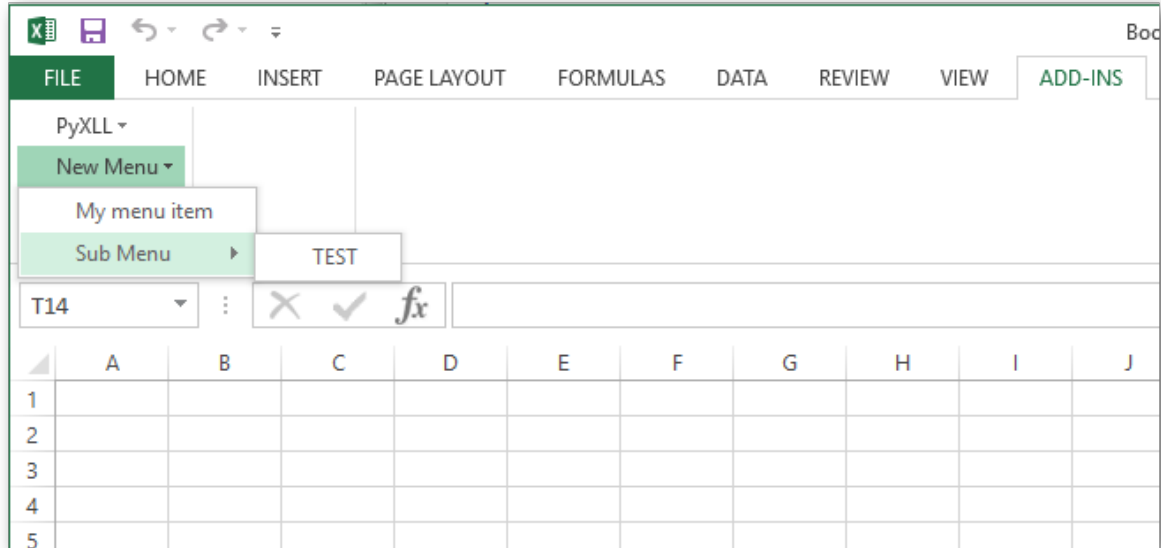 Boo
FILE HOME INSERT PAGE LAYOUT FORMULAS DATA REVIEW VIEW ADD-INS
PyXLL
New Menu
My menu item
Sub Menu TEST
T14 fx
A B C D E F G H I J
1
2
3
4
5